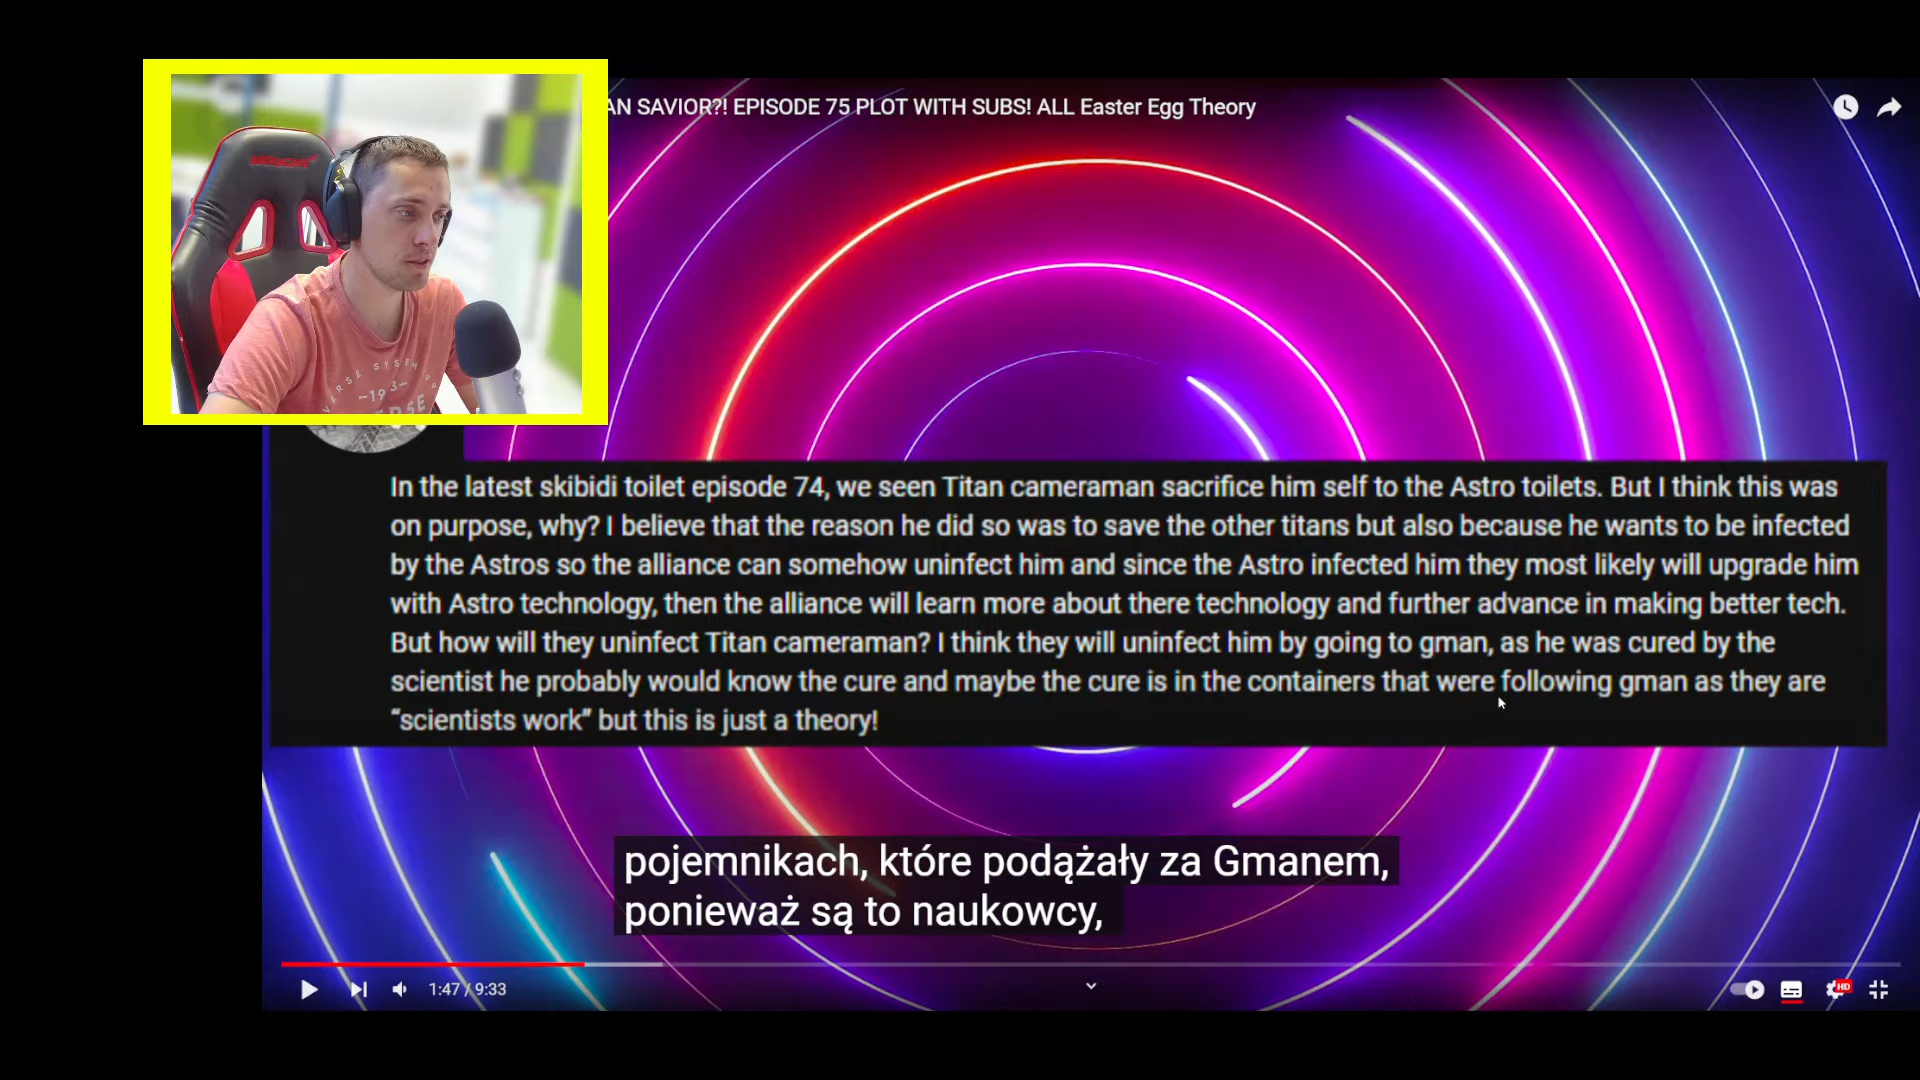 AN SAVIOR?! EPISODE 75 PLOT WITH SUBS! ALL Easter Egg Theory
In the latest skibidi toilet episode 74, we seen Titan cameraman sacrifice him self to the Astro toilets. But I think this was
on purpose, why? I believe that the reason he did so was to save the other titans but also because he wants to be infected
by the Astros so the alliance can somehow uninfect him and since the Astro infected him they most likely will upgrade him
with Astro technology, then the alliance will learn more about there technology and further advance in making better tech.
But how will they uninfect Titan cameraman? I think they will uninfect him by going to gman, as he was cured by the
scientist he probably would know the cure and maybe the cure is in the containers that were following gman as they are
“scientists work” but this is just a theory!
pojemnikach, które podążały za Gmanem,
ponieważ są to naukowcy,
1:47 / 9:33
HD